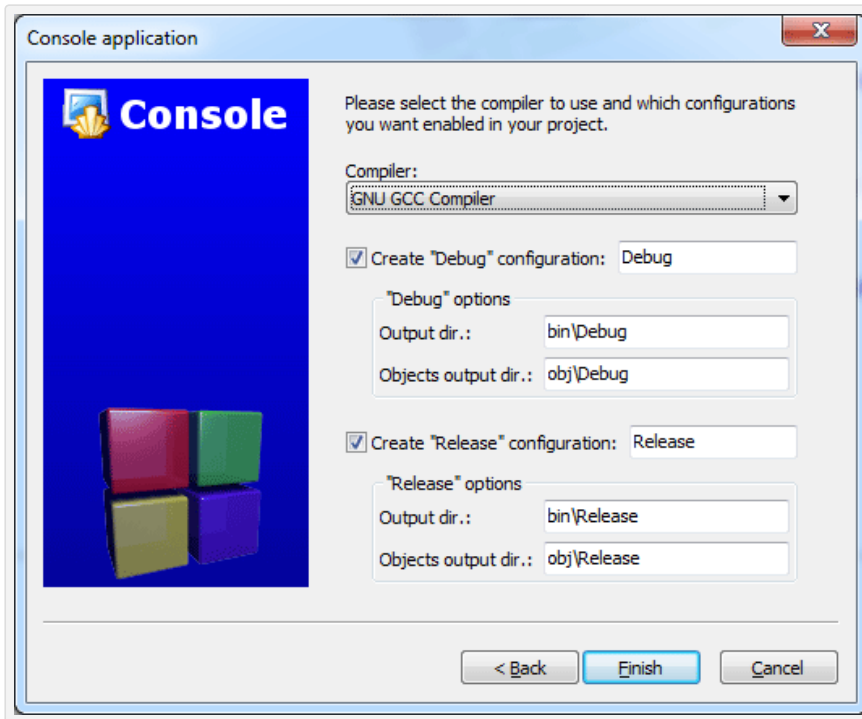 Console application
Console
Please select the compiler to use and which configurations
you want enabled in your project.
Compiler:
GNU GCC Compiler
Create "Debug" configuration: Debug
"Debug" options
Output dir.: bin\Debug
Objects output dir.: obj\Debug
Create "Release" configuration: Release
"Release" options
Output dir.: bin\Release
Objects output dir.: obj\Release
< Back Finish Cancel